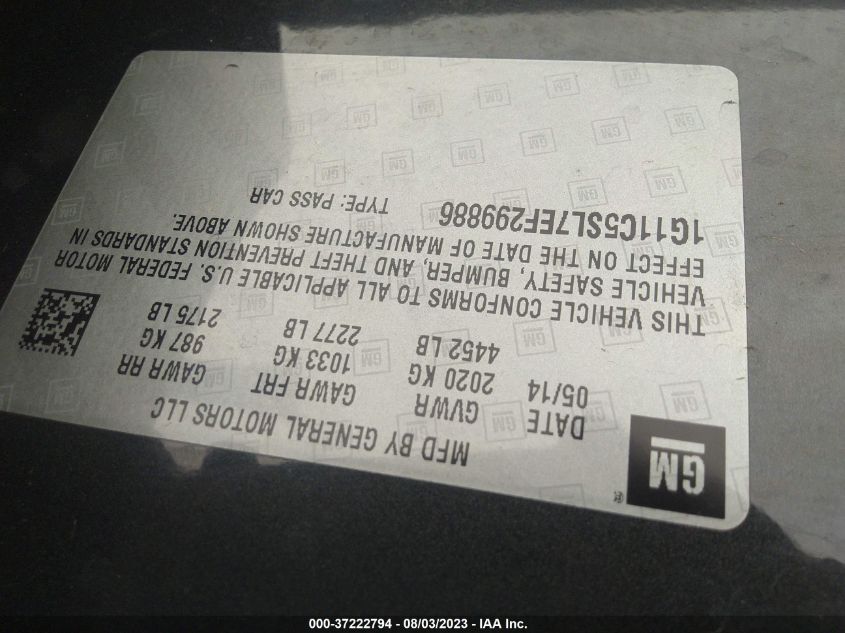 GM
®
MFD BY GENERAL MOTORS LLC
DATE GVWR GAWR FRT GAWR RR
05/14 2020 KG 1033 KG 987 KG
4452 LB 2277 LB 2175 LB
THIS VEHICLE CONFORMS TO ALL APPLICABLE U.S. FEDERAL MOTOR
VEHICLE SAFETY, BUMPER, AND THEFT PREVENTION STANDARDS IN
EFFECT ON THE DATE OF MANUFACTURE SHOWN ABOVE.
1G11C5SL7EF299886 TYPE: PASS CAR
000-37222794 - 08/03/2023 - IAA Inc.